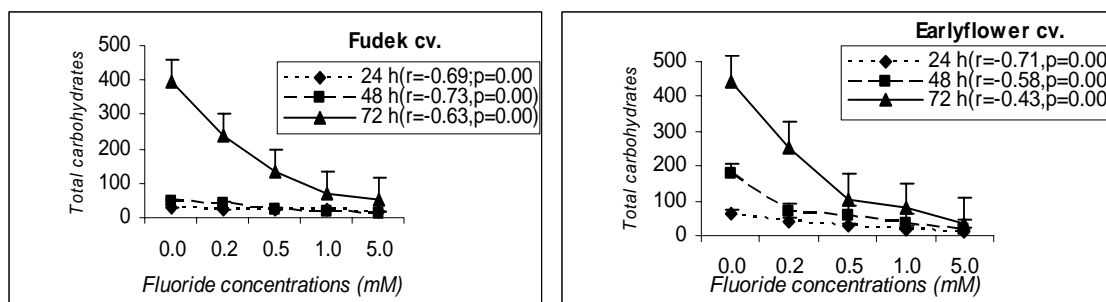 Fudek cv.
Total carbohydrates
500
400
300
200
100
0
24 h(r=-0.69;p=0.00
48 h(r=-0.73,p=0.00)
72 h(r=-0.63,p=0.00)
0.0 0.2 0.5 1.0 5.0
Fluoride concentrations (mM)
Earlyflower cv.
Total carbohydrates
500
400
300
200
100
0
24 h(r=-0.71,p=0.00
48 h(r=-0.58,p=0.00
72 h(r=-0.43,p=0.00
0.0 0.2 0.5 1.0 5.0
Fluoride concentrations (mM)